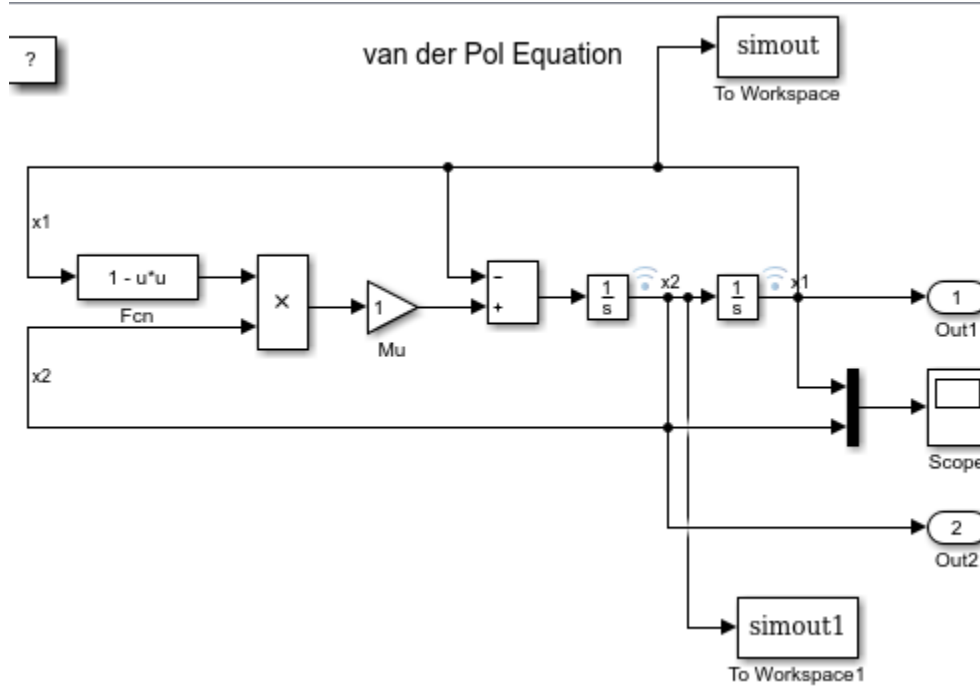 ?
van der Pol Equation
simout
To Workspace
x1
1 - u*u
Fcn
×
1
Mu
−
+
1
s
x2
1
s
x1
1
Out1
x2
Scope
2
Out2
simout1
To Workspace1